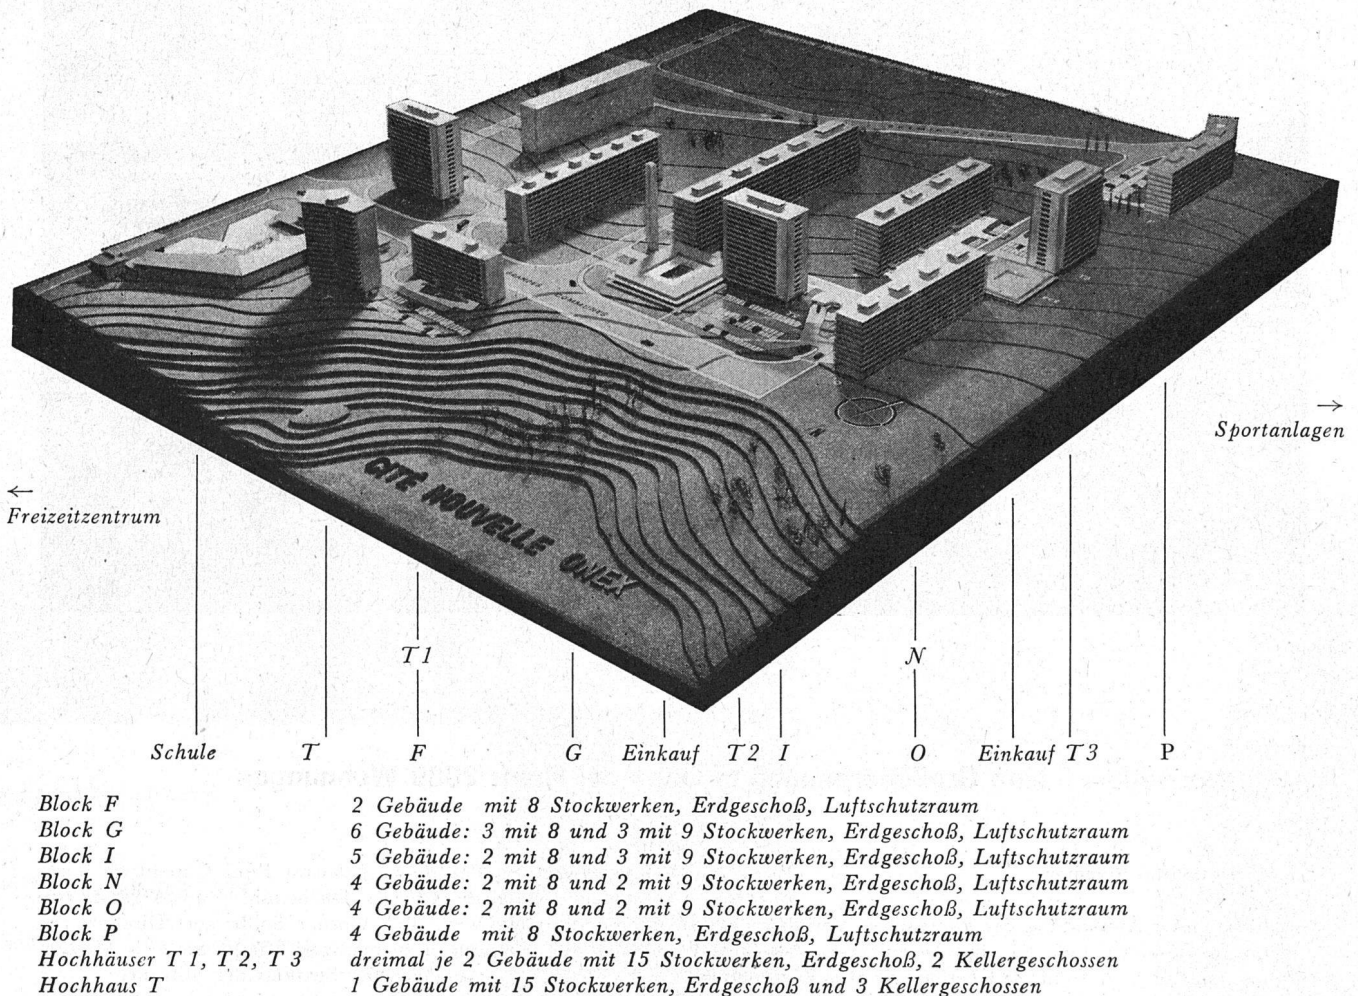 →
Sportanlagen
←
Freizeitzentrum
CITÉ NOUVELLE ONEX
T 1 N
Schule T F G Einkauf T 2 I O Einkauf T 3 P
Block F 2 Gebäude mit 8 Stockwerken, Erdgeschoß, Luftschutzraum
Block G 6 Gebäude: 3 mit 8 und 3 mit 9 Stockwerken, Erdgeschoß, Luftschutzraum
Block I 5 Gebäude: 2 mit 8 und 3 mit 9 Stockwerken, Erdgeschoß, Luftschutzraum
Block N 4 Gebäude: 2 mit 8 und 2 mit 9 Stockwerken, Erdgeschoß, Luftschutzraum
Block O 4 Gebäude: 2 mit 8 und 2 mit 9 Stockwerken, Erdgeschoß, Luftschutzraum
Block P 4 Gebäude mit 8 Stockwerken, Erdgeschoß, Luftschutzraum
Hochhäuser T 1, T 2, T 3 dreimal je 2 Gebäude mit 15 Stockwerken, Erdgeschoß, 2 Kellergeschossen
Hochhaus T 1 Gebäude mit 15 Stockwerken, Erdgeschoß und 3 Kellergeschossen